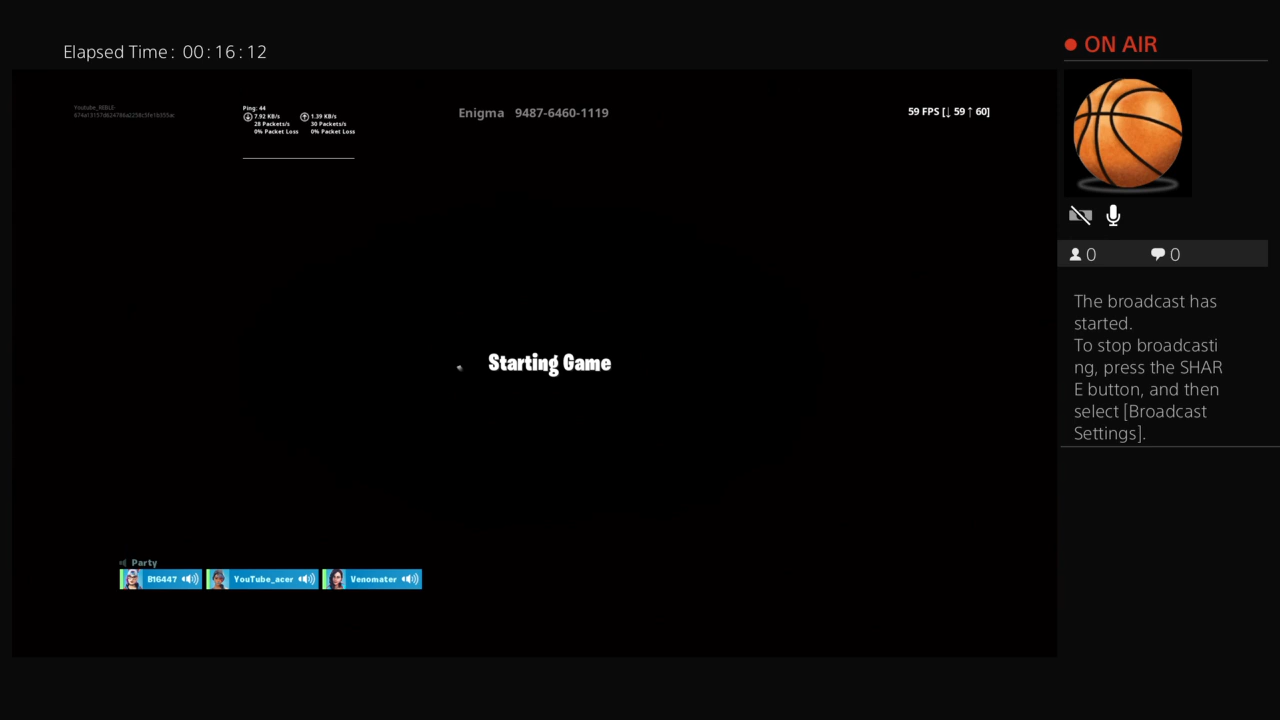 Elapsed Time: 00:16:12
ON AIR
Ping: 44
7.92 KB/s 1.39 KB/s
28 Packets/s 30 Packets/s
0% Packet Loss 0% Packet Loss
Enigma 9487-6460-1119
59 FPS [↓ 59 ↑ 60]
0 0
The broadcast has
started.
To stop broadcasti
ng, press the SHAR
E button, and then
select [Broadcast
Settings].
Starting Game
Party
B16447 YouTube_acer Venomater